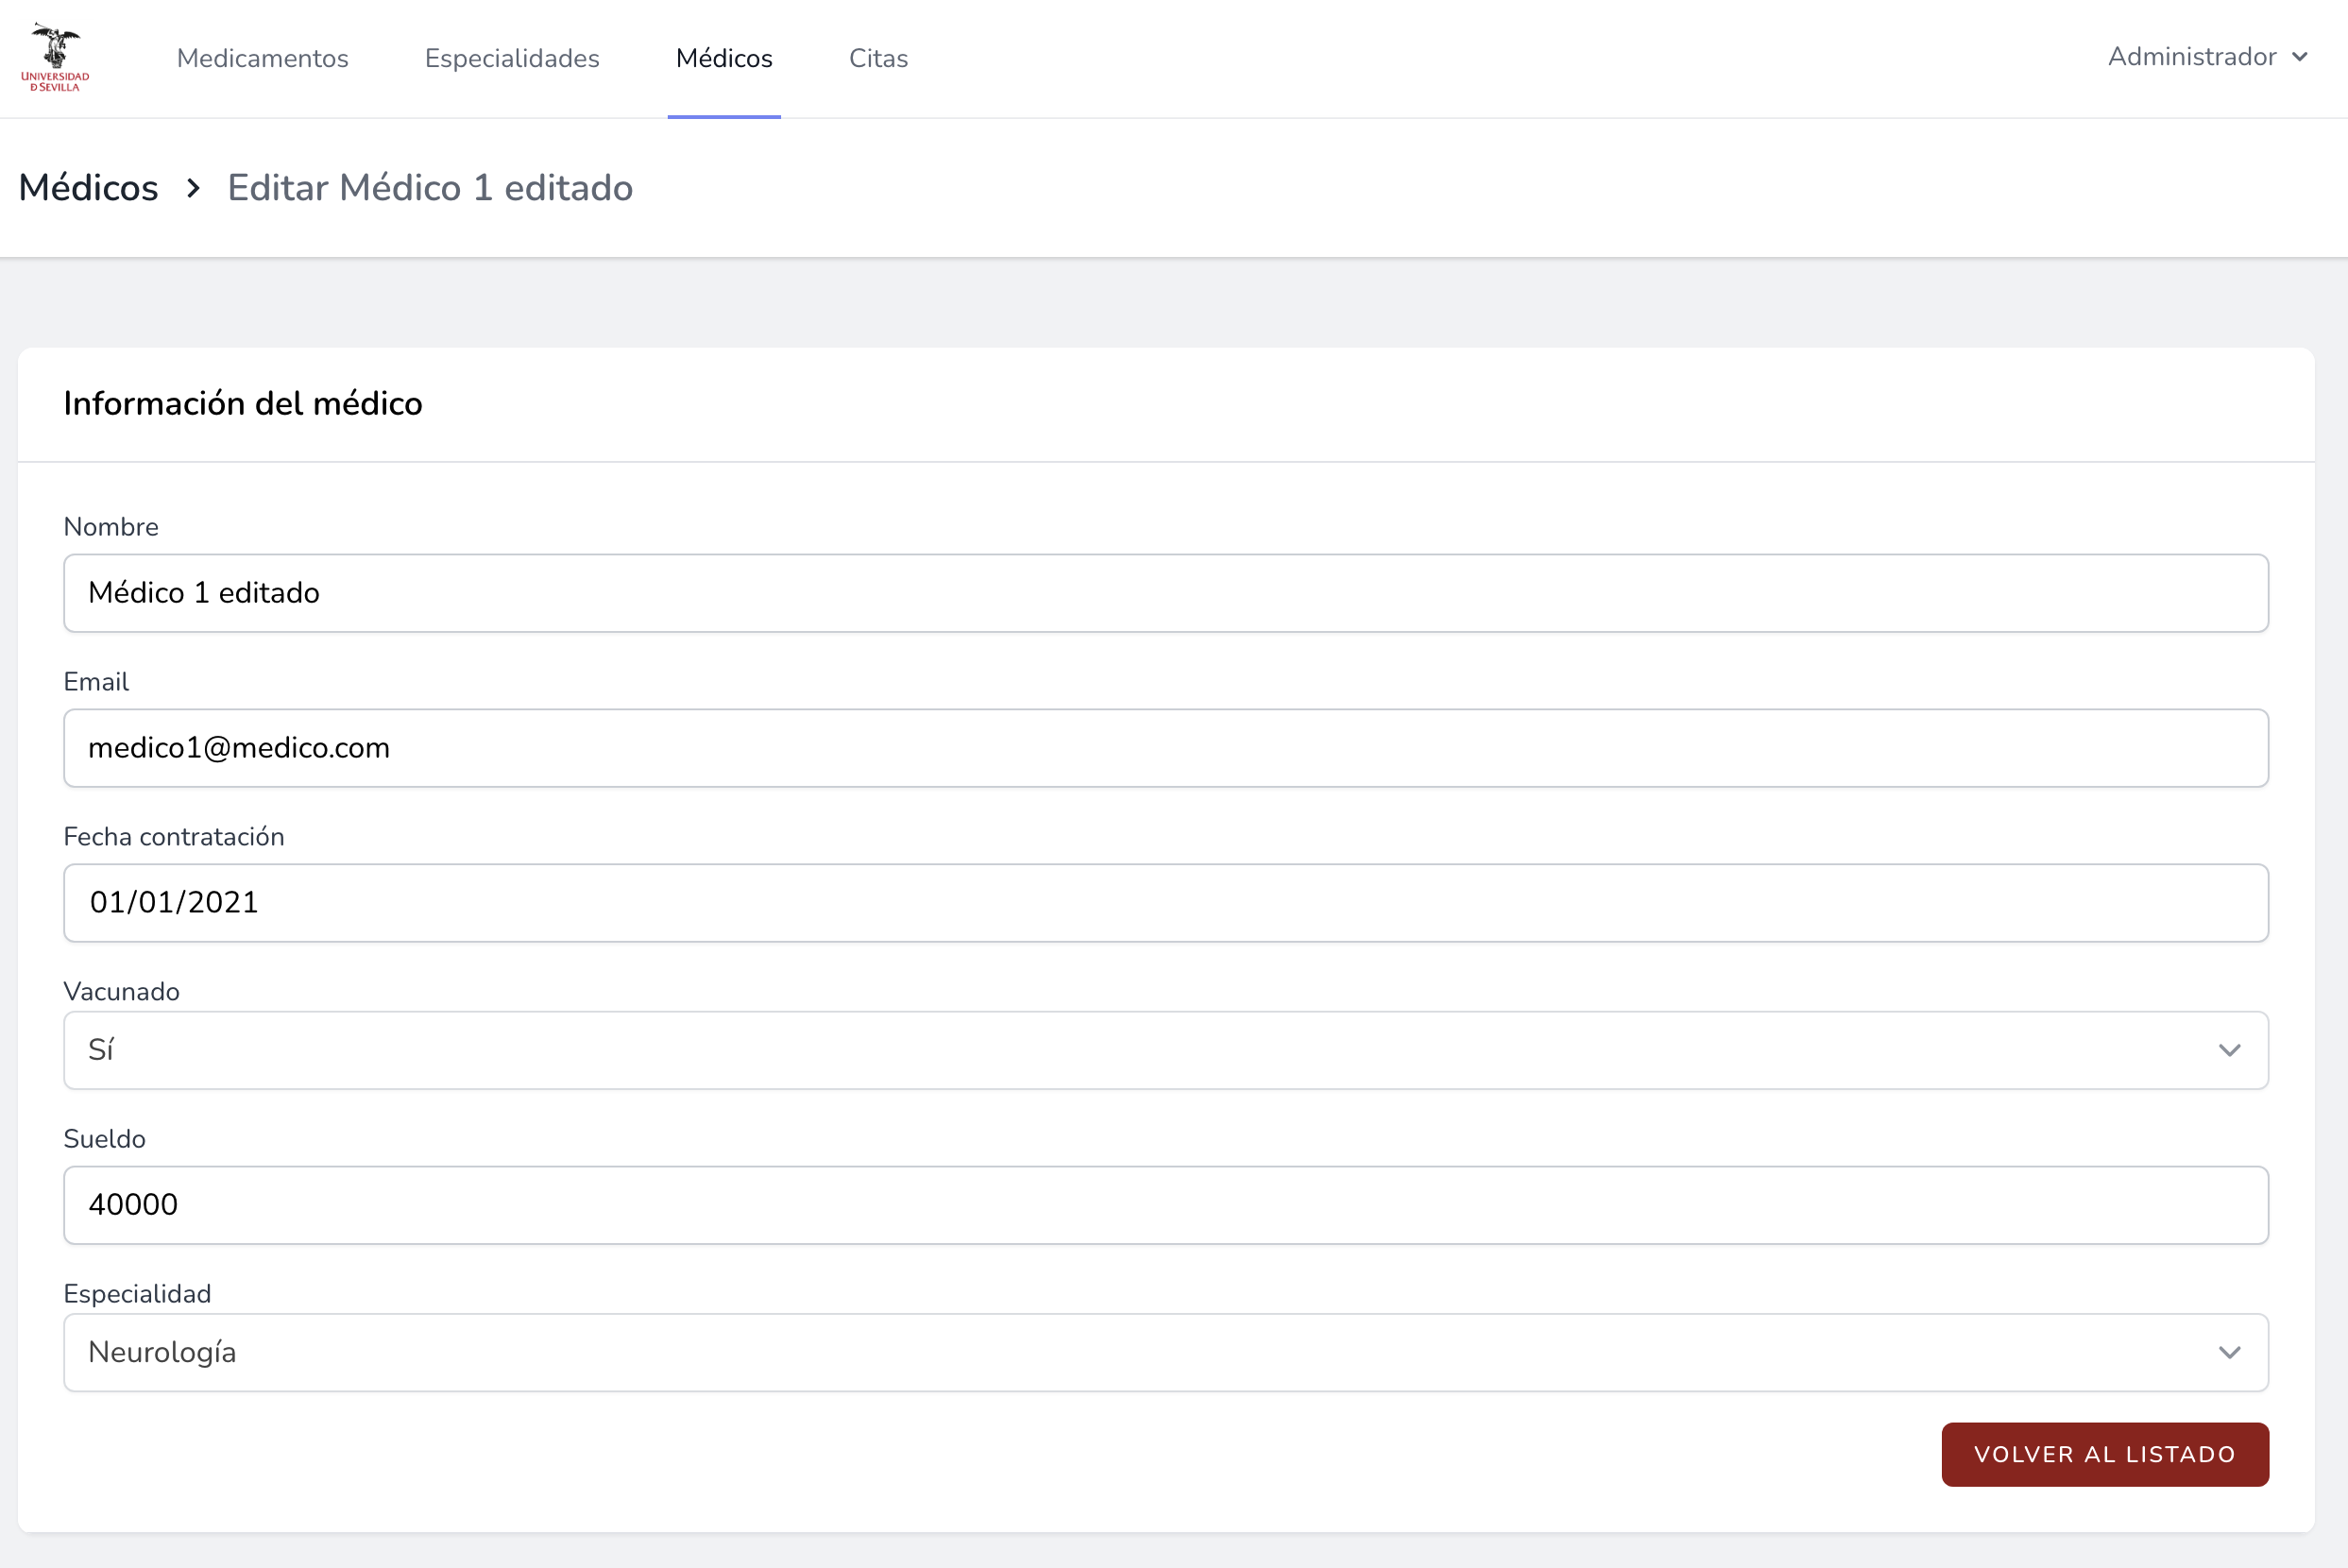 UNIVERSIDAD
D SEVILLA
Medicamentos Especialidades Médicos Citas Administrador
Médicos > Editar Médico 1 editado
Información del médico
Nombre
Médico 1 editado
Email
medico1@medico.com
Fecha contratación
01/01/2021
Vacunado
Sí
Sueldo
40000
Especialidad
Neurología
VOLVER AL LISTADO